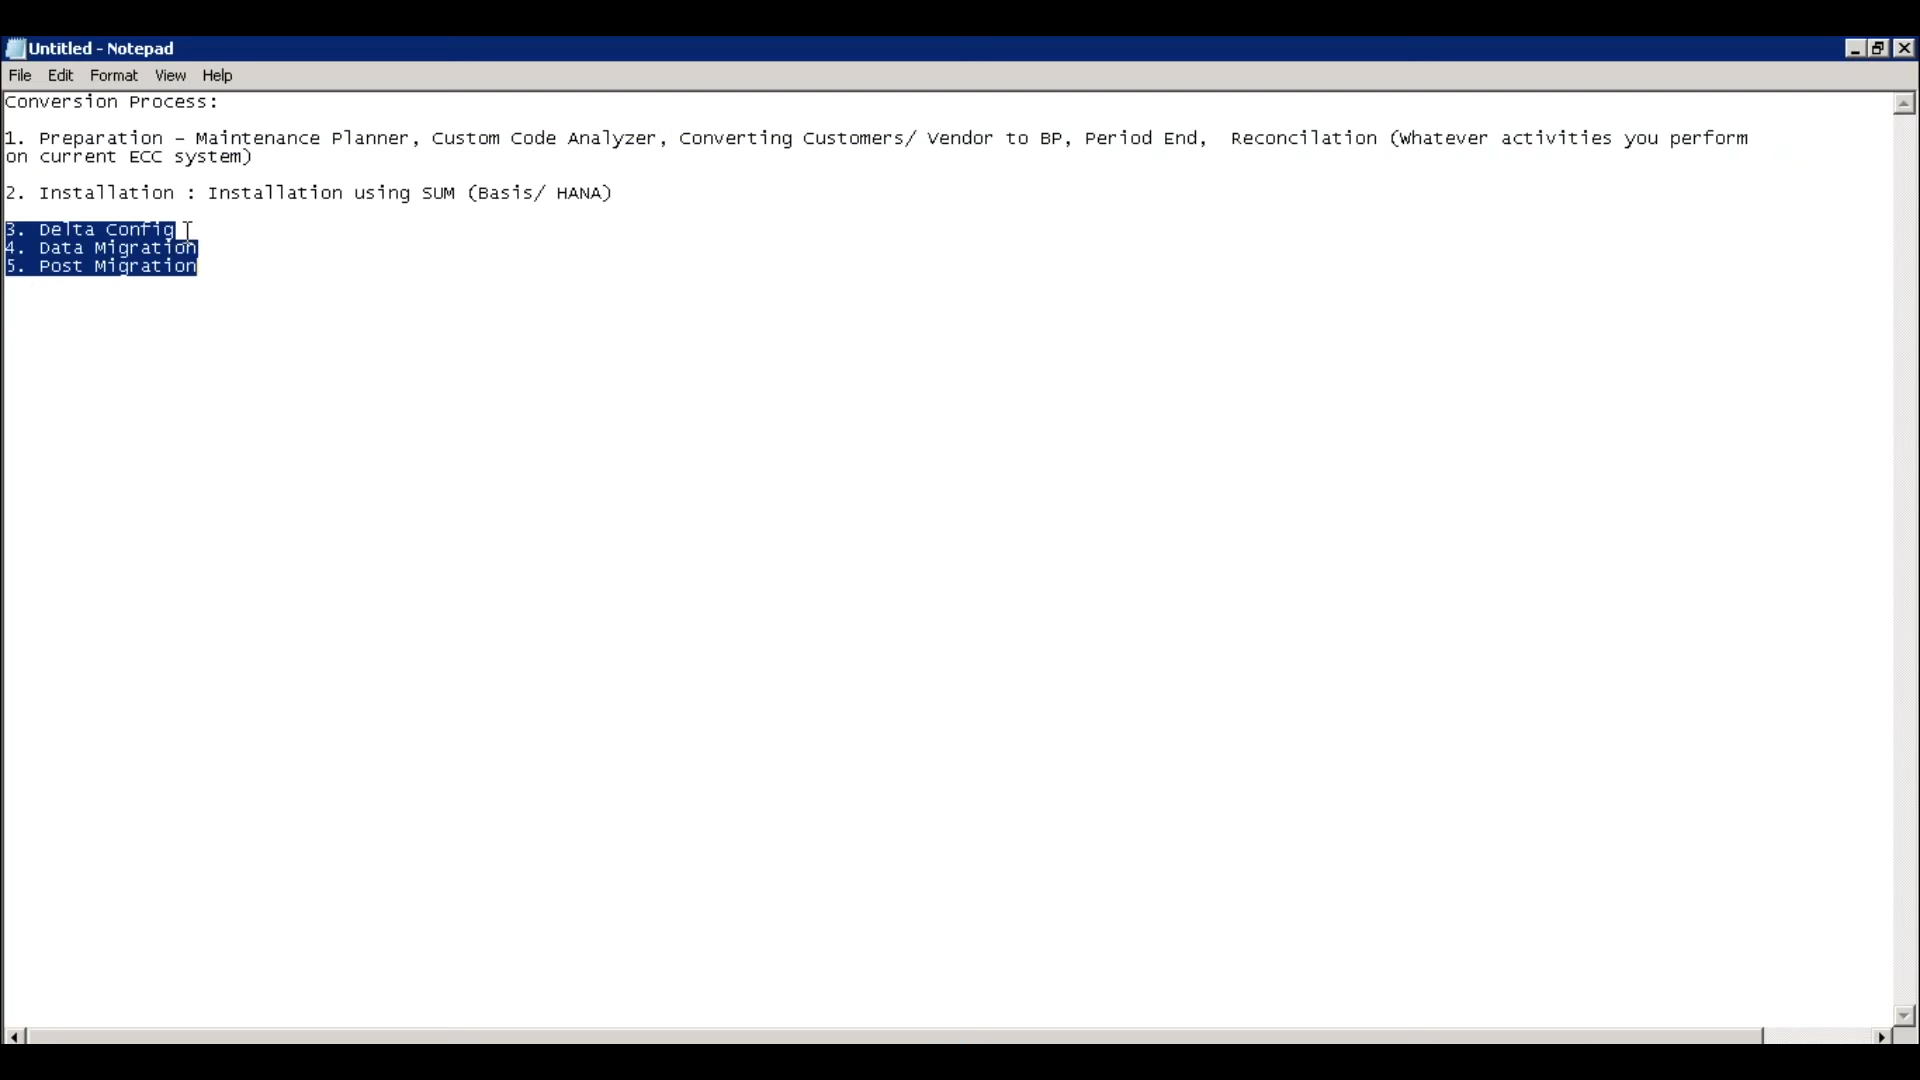 Untitled - Notepad
File Edit Format View Help
Conversion Process:
1. Preparation – Maintenance Planner, Custom Code Analyzer, Converting Customers/ Vendor to BP, Period End,  Reconcilation (Whatever activities you perform
on current ECC system)
2. Installation : Installation using SUM (Basis/ HANA)
3. Delta Config
4. Data Migration
5. Post Migration